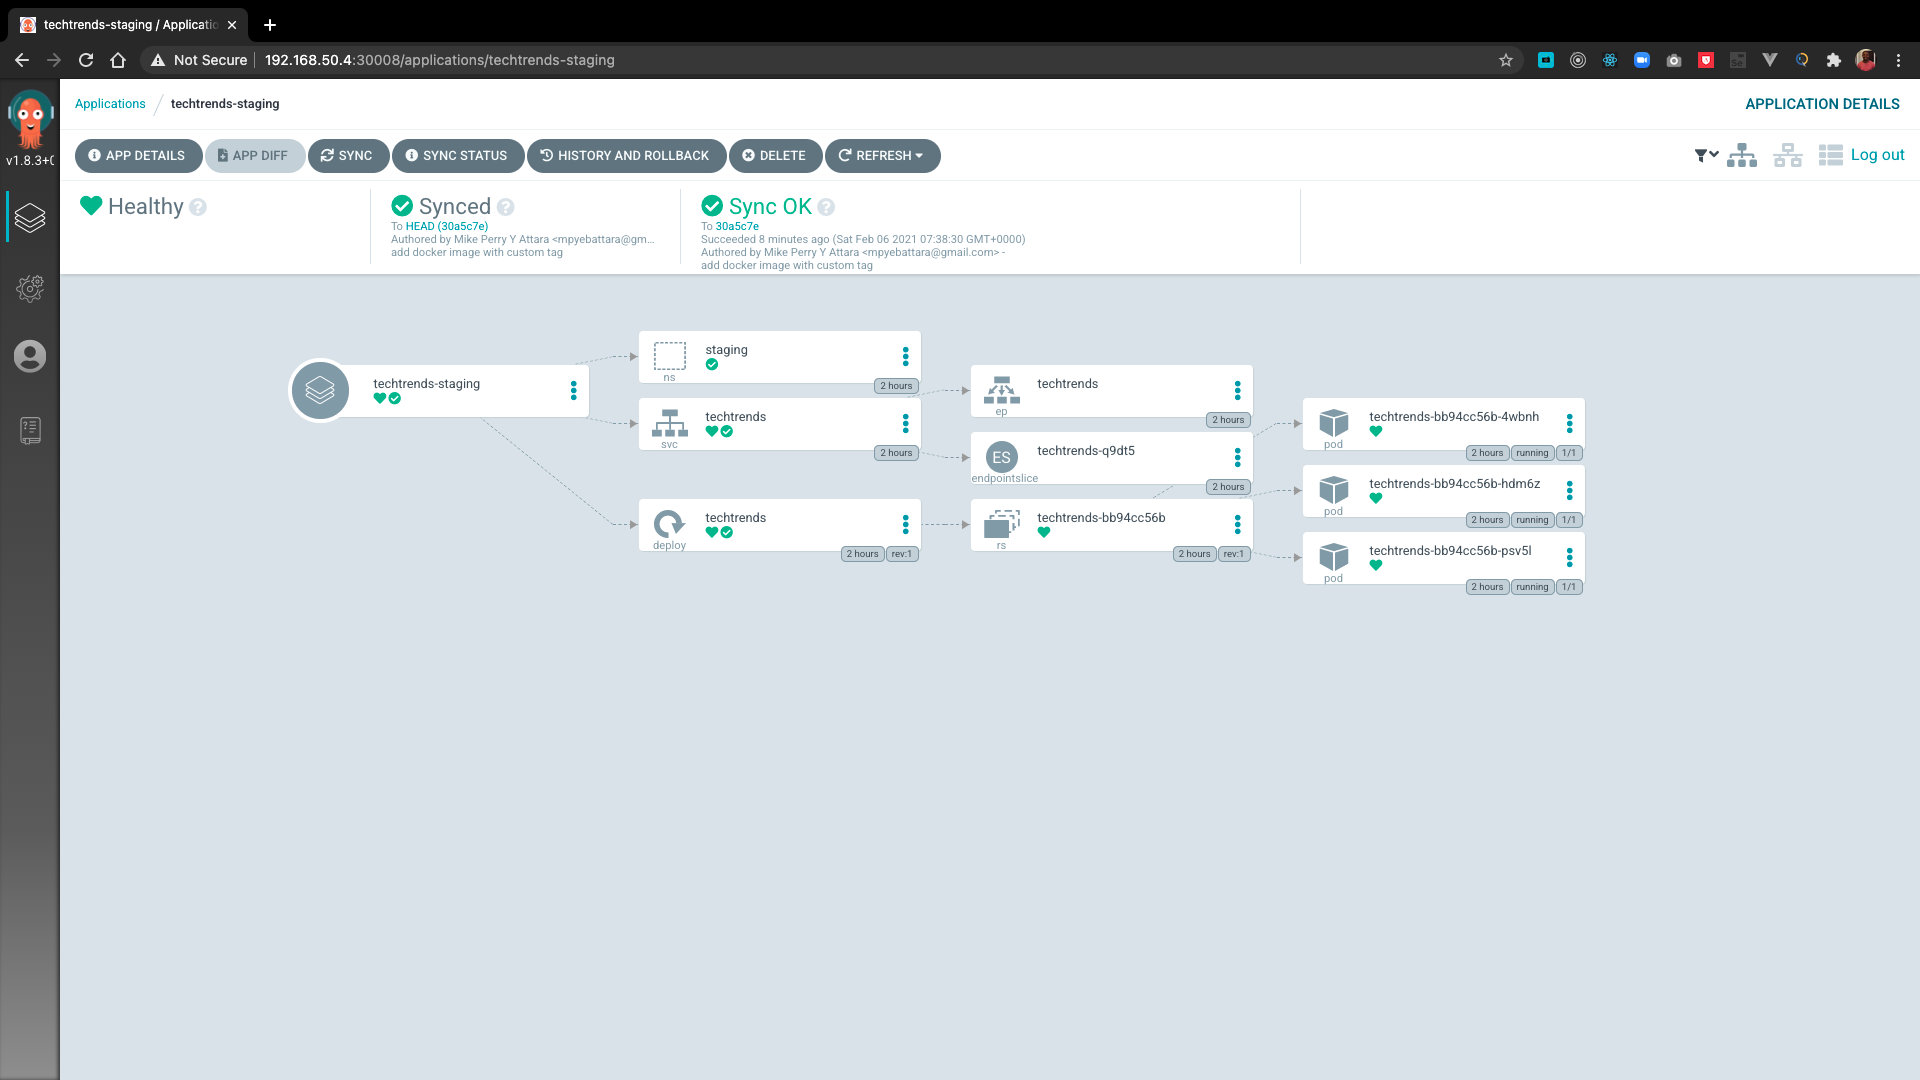 techtrends-staging / Applicatio
Not Secure
192.168.50.4:30008/applications/techtrends-staging
Applications
techtrends-staging
APPLICATION DETAILS
v1.8.3+0
APP DETAILS
APP DIFF
SYNC
SYNC STATUS
HISTORY AND ROLLBACK
DELETE
REFRESH
Log out
Healthy
Synced
To HEAD (30a5c7e)
Authored by Mike Perry Y Attara <mpyebattara@gm...
add docker image with custom tag
Sync OK
To 30a5c7e
Succeeded 8 minutes ago (Sat Feb 06 2021 07:38:30 GMT+0000)
Authored by Mike Perry Y Attara <mpyebattara@gmail.com> -
add docker image with custom tag
techtrends-staging
staging
ns
2 hours
techtrends
svc
2 hours
techtrends
deploy
2 hours
rev:1
techtrends
ep
2 hours
ES
techtrends-q9dt5
endpointslice
2 hours
techtrends-bb94cc56b
rs
2 hours
rev:1
techtrends-bb94cc56b-4wbnh
pod
2 hours
running
1/1
techtrends-bb94cc56b-hdm6z
pod
2 hours
running
1/1
techtrends-bb94cc56b-psv5l
pod
2 hours
running
1/1